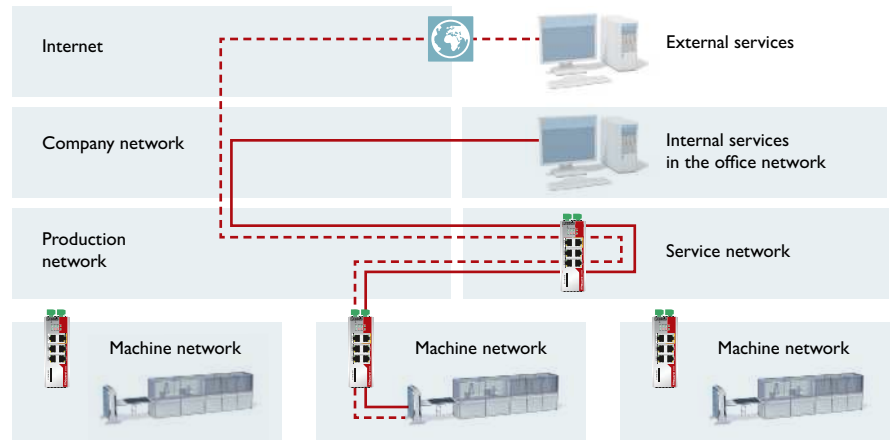 Internet
External services
Company network
Internal services
in the office network
Production
network
Service network
Machine network
Machine network
Machine network